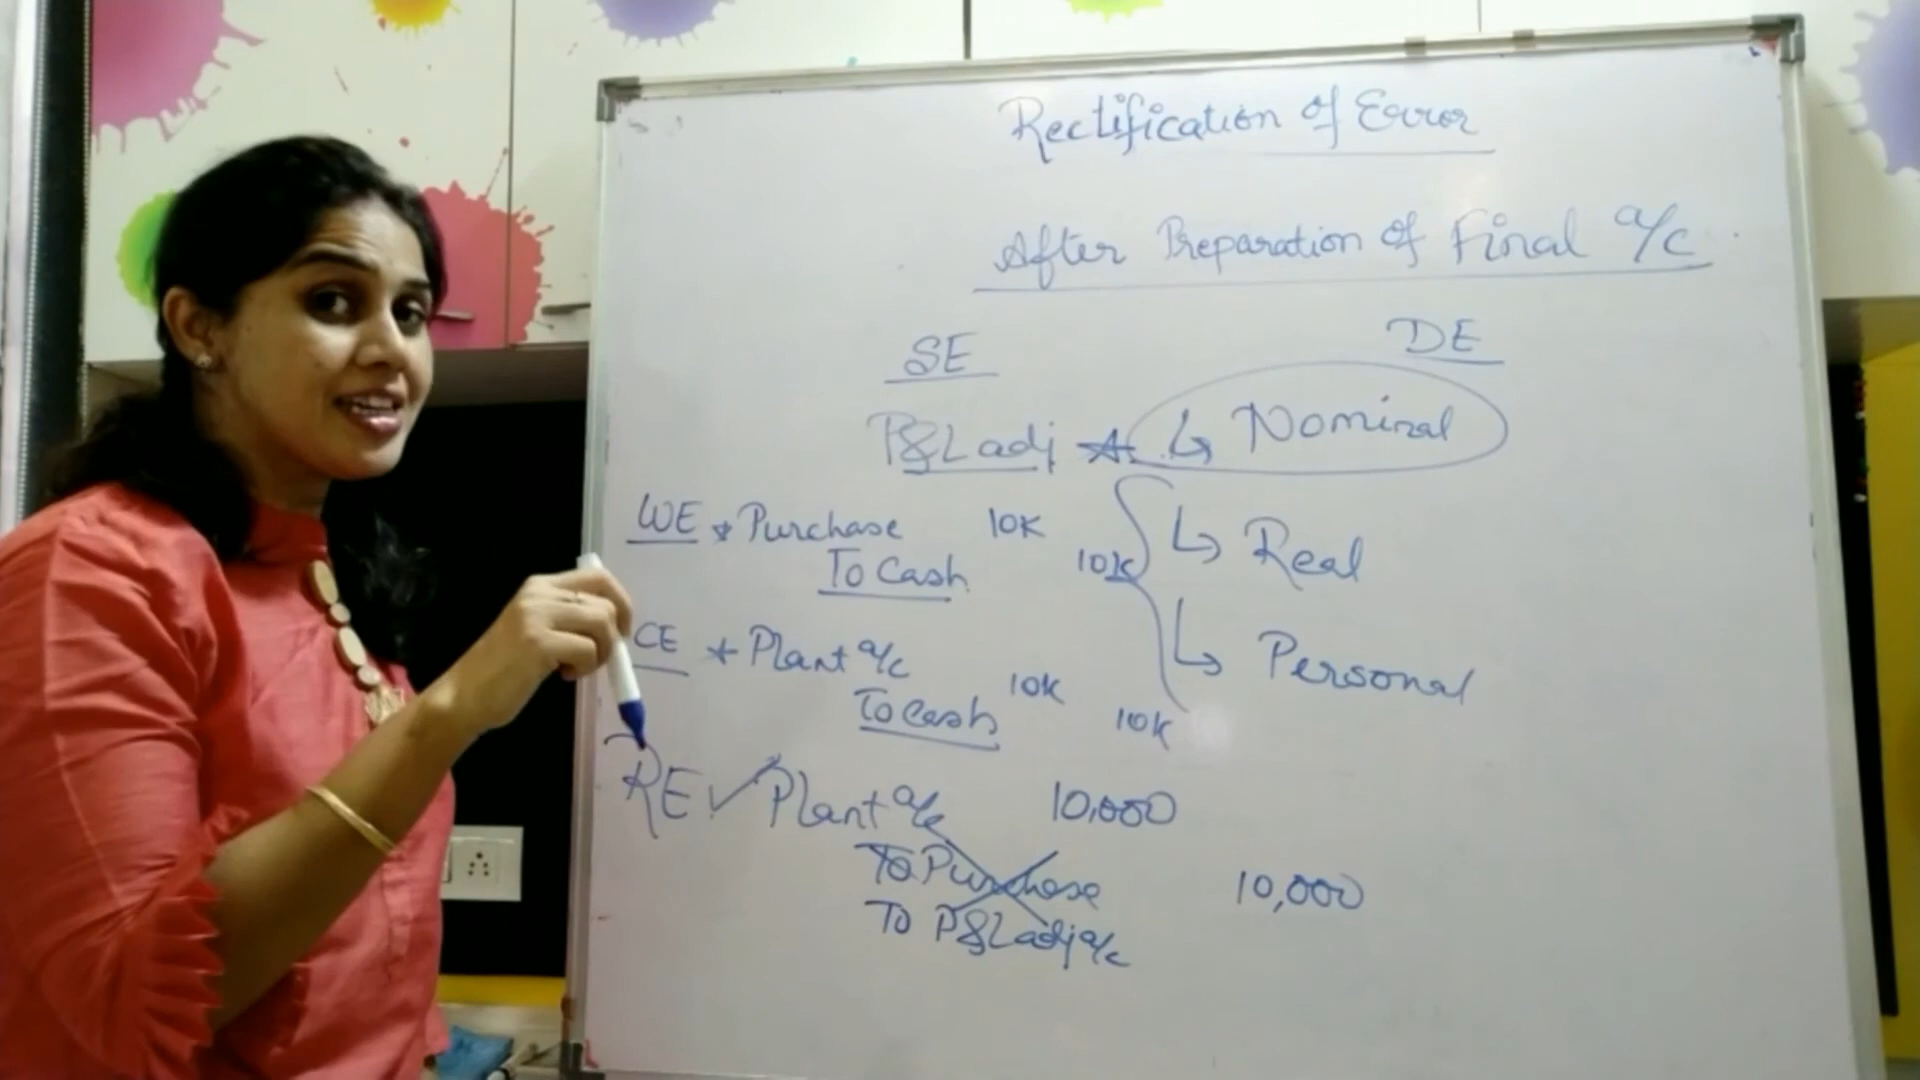 Rectification of Error
After Preparation of Final a/c
SE DE
P&L adj ↳ Nominal
WE * Purchase 10K
To Cash 10K
↳ Real
CE * Plant a/c 10K
To Cash 10K
↳ Personal
RE ✓ Plant a/c 10,000
To Purchase 10,000
To P&L adj a/c